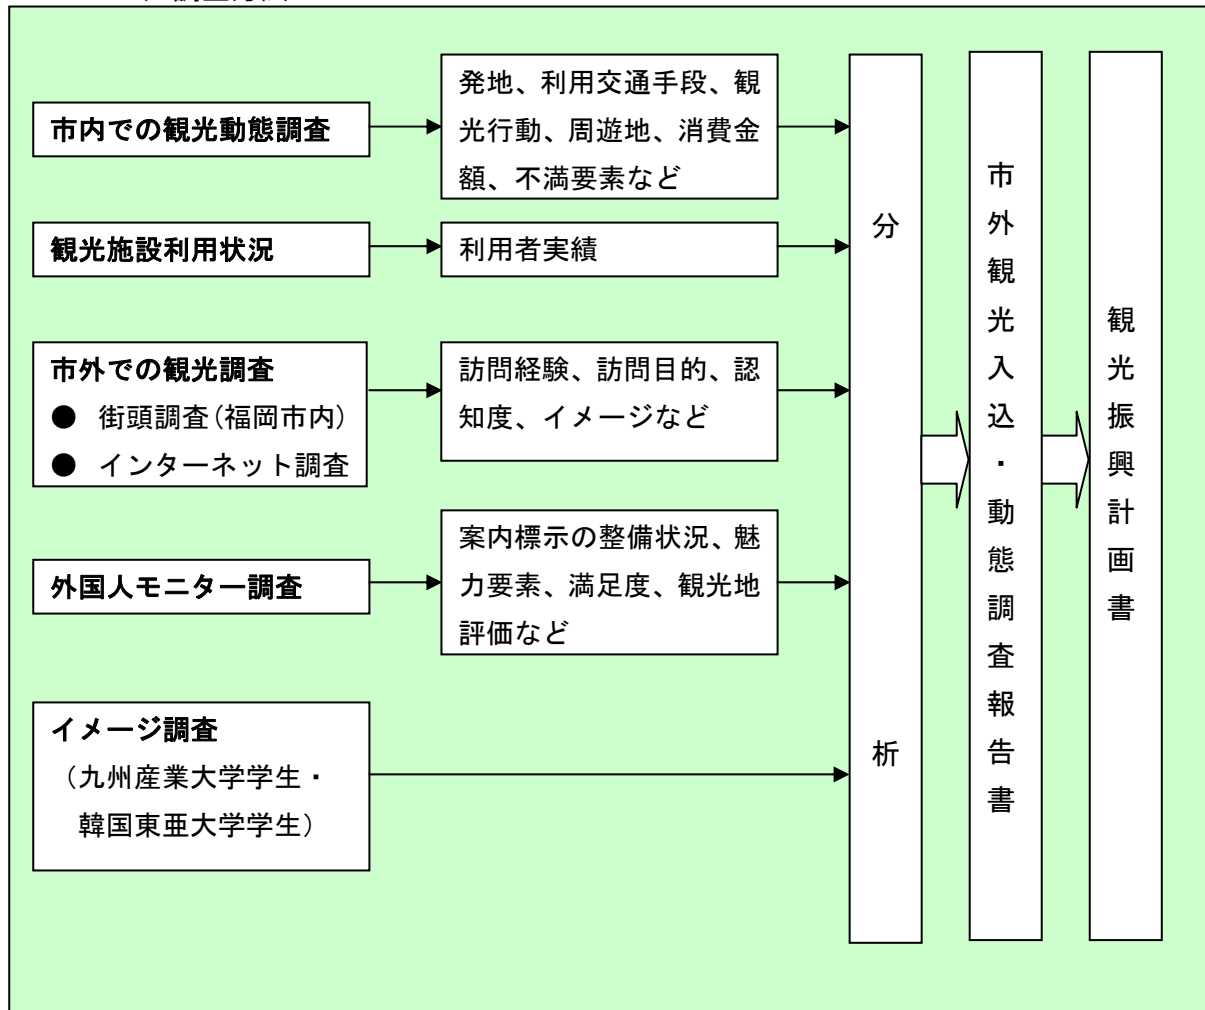 市内での観光動態調査
発地、利用交通手段、観
光行動、周遊地、消費金
額、不満要素など
観光施設利用状況
利用者実績
市外での観光調査
● 街頭調査(福岡市内)
● インターネット調査
訪問経験、訪問目的、認
知度、イメージなど
外国人モニター調査
案内標示の整備状況、魅
力要素、満足度、観光地
評価など
イメージ調査
(九州産業大学学生・
韓国東亜大学学生)
分析
市外観光入込・動態調査報告書
観光振興計画書